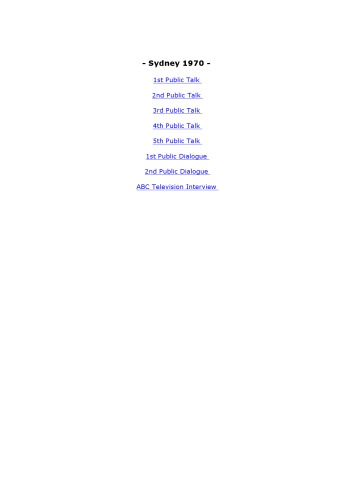 - Sydney 1970 -
1st Public Talk
2nd Public Talk
3rd Public Talk
4th Public Talk
5th Public Talk
1st Public Dialogue
2nd Public Dialogue
ABC Television Interview